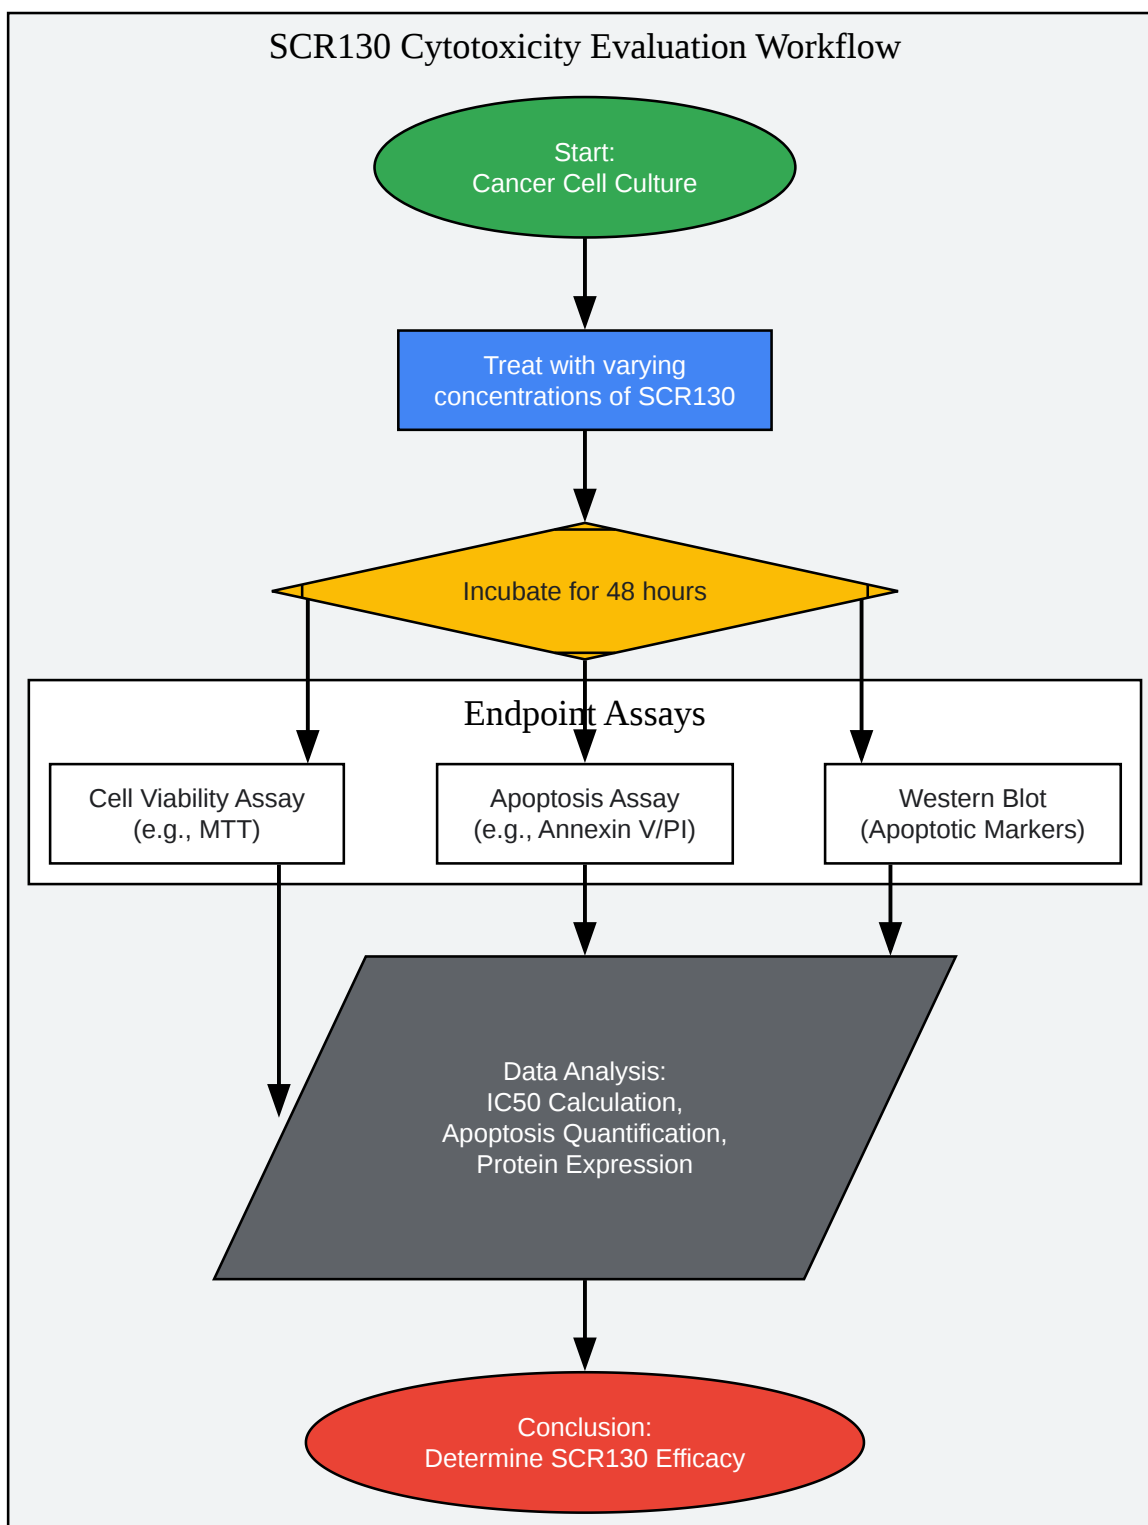 SCR130 Cytotoxicity Evaluation Workflow
Start:
Cancer Cell Culture
Treat with varying
concentrations of SCR130
Incubate for 48 hours
Endpoint Assays
Cell Viability Assay
(e.g., MTT)
Apoptosis Assay
(e.g., Annexin V/PI)
Western Blot
(Apoptotic Markers)
Data Analysis:
IC50 Calculation,
Apoptosis Quantification,
Protein Expression
Conclusion:
Determine SCR130 Efficacy